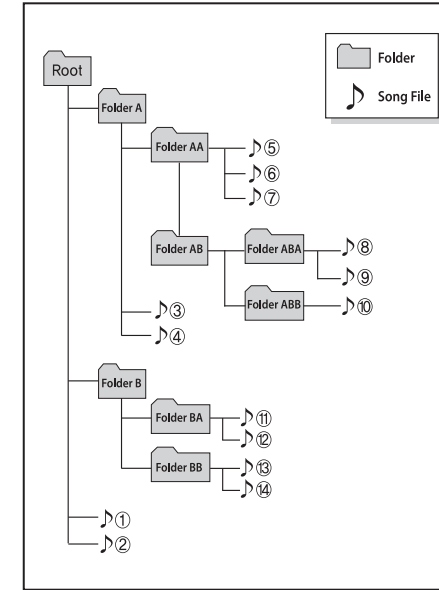 Root
Folder
Song File
Folder A
Folder AA
⑤
⑥
⑦
Folder AB
Folder ABA
⑧
⑨
Folder ABB
⑩
③
④
Folder B
Folder BA
⑪
⑫
Folder BB
⑬
⑭
①
②